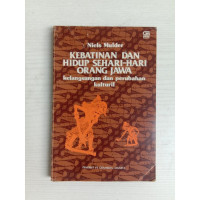 Niels Mulder
KEBATINAN DAN
HIDUP SEHARI-HARI
ORANG JAWA
kelangsungan dan perubahan
kulturil